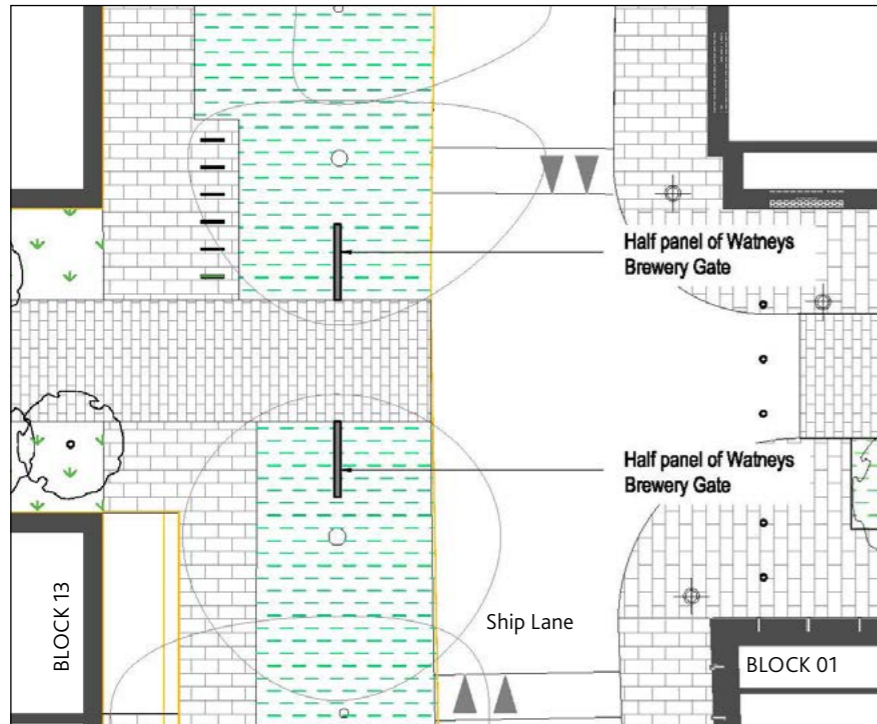 Half panel of Watneys
Brewery Gate
Half panel of Watneys
Brewery Gate
BLOCK 13
Ship Lane
BLOCK 01